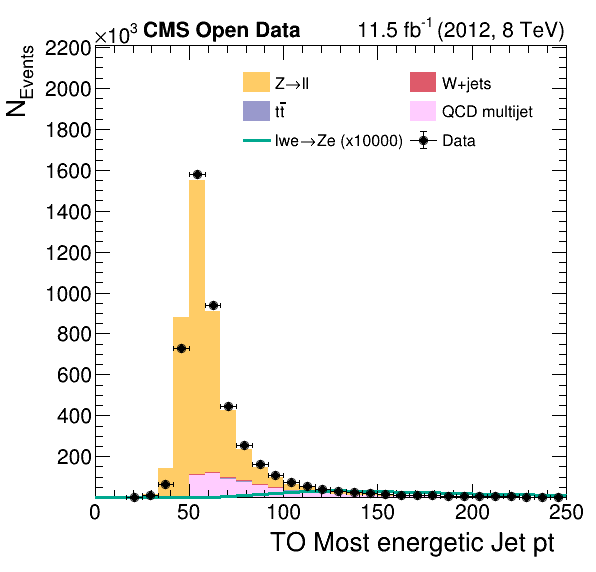 ×10³ CMS Open Data 11.5 fb⁻¹ (2012, 8 TeV)
N_Events
2200
2000
1800
1600
1400
1200
1000
800
600
400
200
Z→ll W+jets
tt̄ QCD multijet
lwe→Ze (x10000) Data
0 50 100 150 200 250
TO Most energetic Jet pt